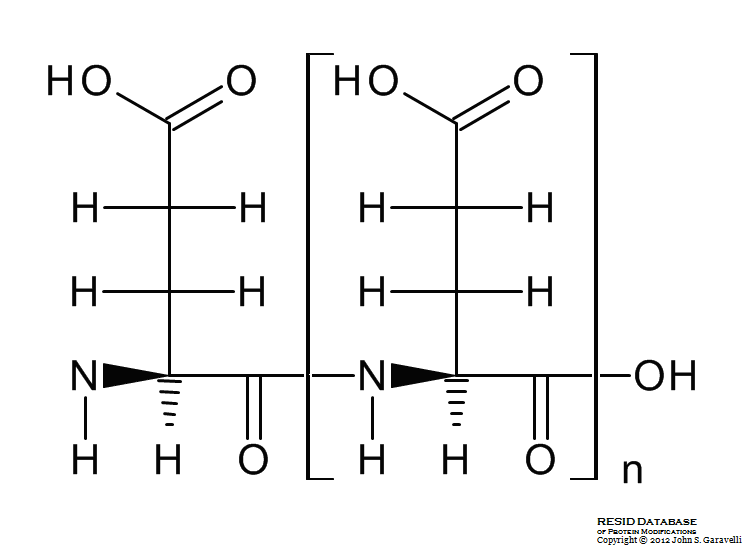 HO O HO O
H H H H
H H H H
N N OH
H H O H H O n
RESID DATABASE
OF PROTEIN MODIFICATIONS
Copyright © 2012 John S. Garavelli